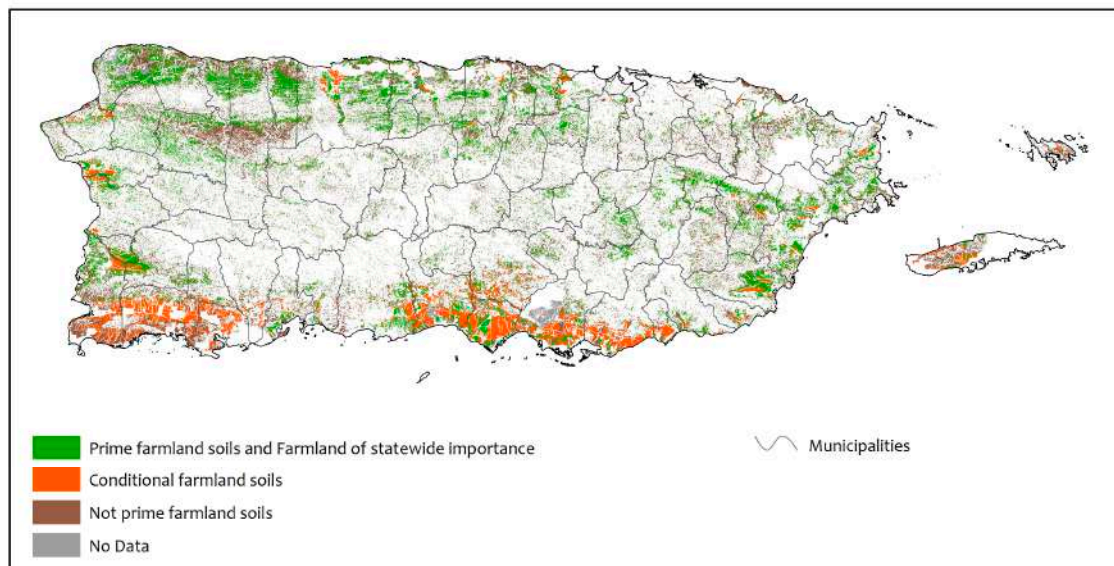 Prime farmland soils and Farmland of statewide importance
Municipalities
Conditional farmland soils
Not prime farmland soils
No Data